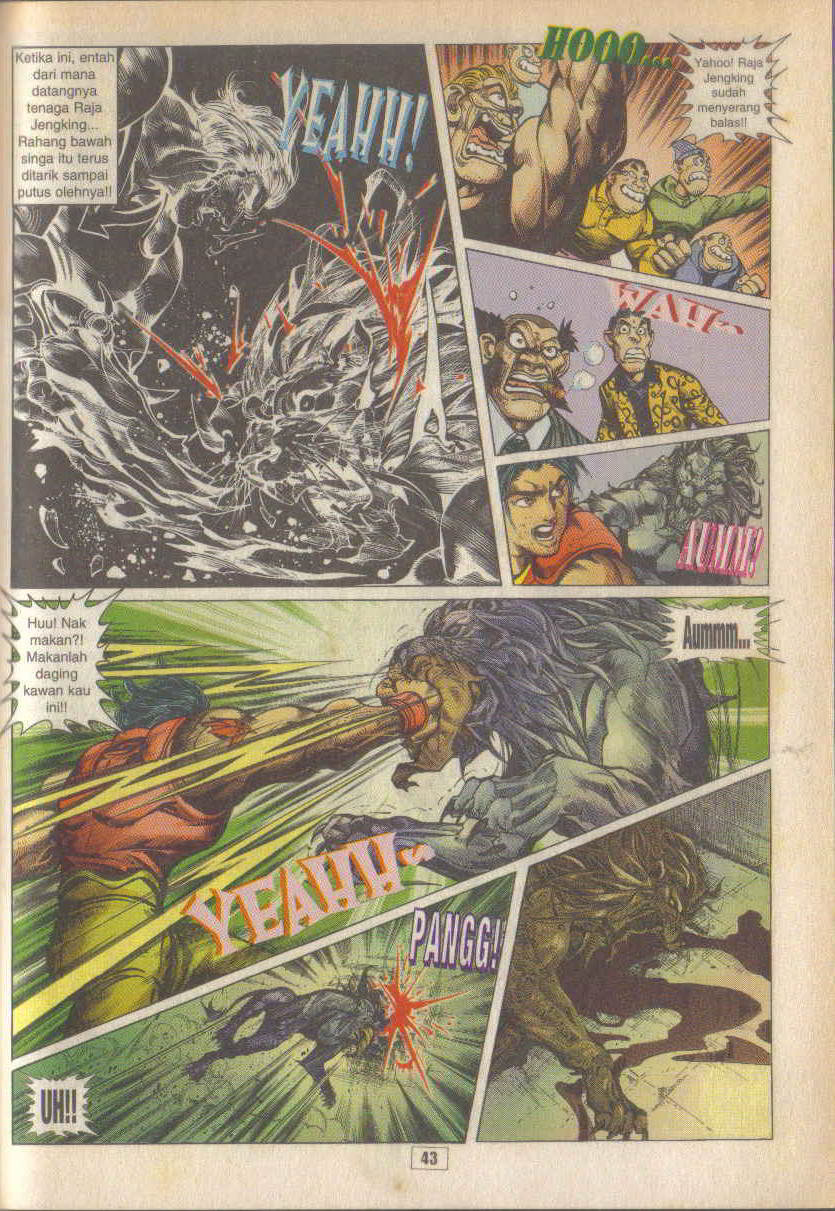 Ketika ini, entah
dari mana
datangnya
tenaga Raja
Jengking...
Rahang bawah
singa itu terus
ditarik sampai
putus olehnya!!
YEAHH!
HOOO...
Yahoo! Raja
Jengking
sudah
menyerang
balas!!
WAH~
AUMM!
Huu! Nak
makan?!
Makanlah
daging
kawan kau
ini!!
Aummm...
YEAHH~
PANGG!
UH!!
43